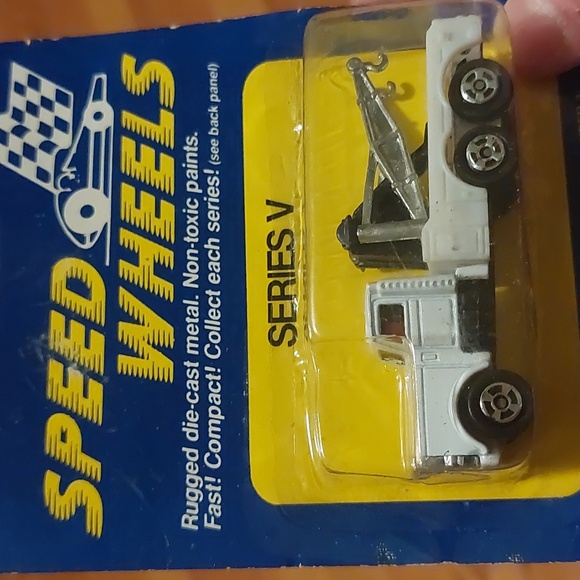 SPEED
WHEELS
Rugged die-cast metal. Non-toxic paints.
Fast! Compact! Collect each series! (see back panel)
SERIES V